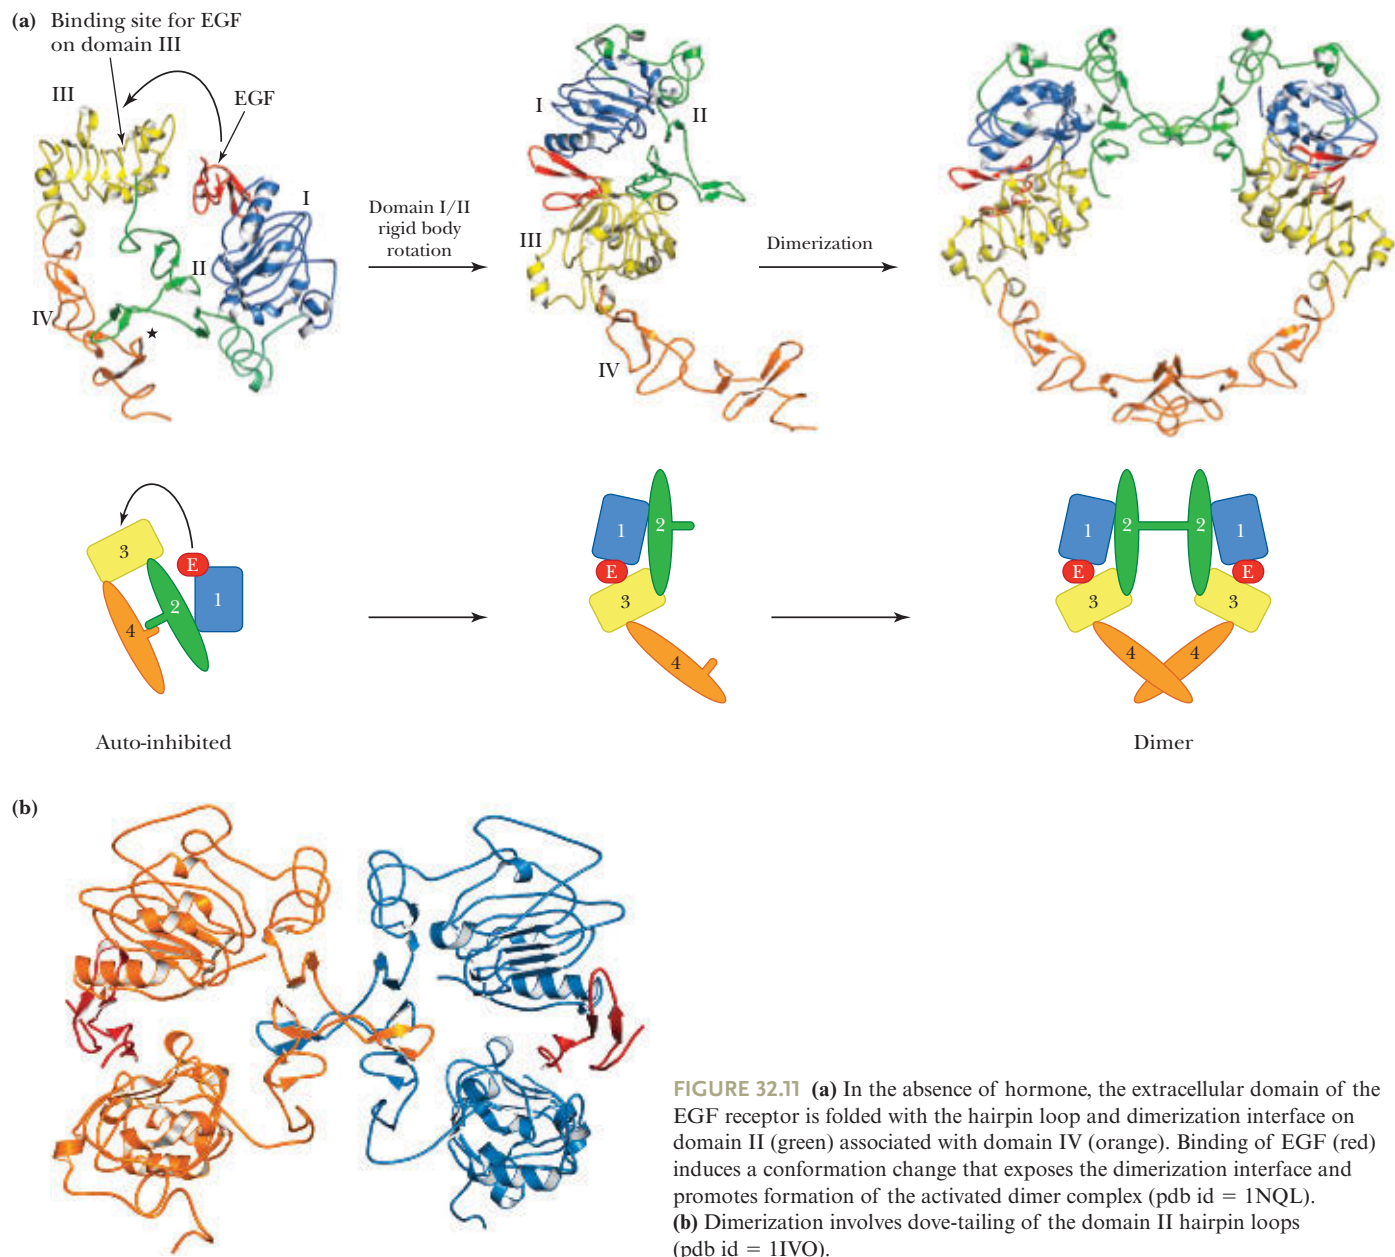 (a) Binding site for EGF
on domain III
III
EGF
I
II
IV
★
Domain I/II
rigid body
rotation
I
II
III
IV
Dimerization
3
E
2
1
4
Auto-inhibited
1
2
E
3
4
1
2
2
1
E
E
3
3
4
4
Dimer
(b)
FIGURE 32.11 (a) In the absence of hormone, the extracellular domain of the
EGF receptor is folded with the hairpin loop and dimerization interface on
domain II (green) associated with domain IV (orange). Binding of EGF (red)
induces a conformation change that exposes the dimerization interface and
promotes formation of the activated dimer complex (pdb id = 1NQL).
(b) Dimerization involves dove-tailing of the domain II hairpin loops
(pdb id = 1IVO).